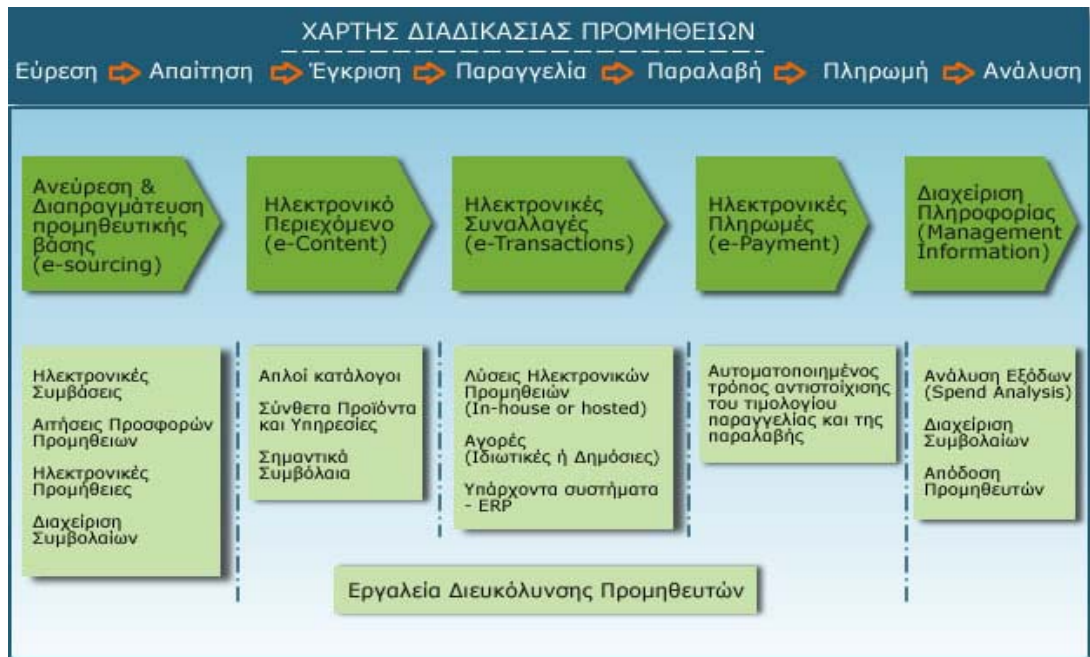 ΧΑΡΤΗΣ ΔΙΑΔΙΚΑΣΙΑΣ ΠΡΟΜΗΘΕΙΩΝ
Εύρεση Απαίτηση Έγκριση Παραγγελία Παραλαβή Πληρωμή Ανάλυση
Ανεύρεση &
Διαπραγμάτευση
προμηθευτικής
βάσης
(e-sourcing)
Ηλεκτρονικό
Περιεχόμενο
(e-Content)
Ηλεκτρονικές
Συναλλαγές
(e-Transactions)
Ηλεκτρονικές
Πληρωμές
(e-Payment)
Διαχείριση
Πληροφορίας
(Management
Information)
Ηλεκτρονικές
Συμβάσεις
Αιτήσεις Προσφορών
Προμηθειων
Ηλεκτρονικές
Προμήθειες
Διαχείριση
Συμβολαίων
Απλοί κατάλογοι
Σύνθετα Προϊόντα
και Υπηρεσίες
Σημαντικά
Συμβόλαια
Λύσεις Ηλεκτρονικών
Προμηθειών
(In-house or hosted)
Αγορές
(Ιδιωτικές ή Δημόσιες)
Υπάρχοντα συστήματα
- ERP
Αυτοματοποιημένος
τρόπος αντιστοίχισης
του τιμολογίου
παραγγελίας και της
παραλαβής
Ανάλυση Εξόδων
(Spend Analysis)
Διαχείριση
Συμβολαίων
Απόδοση
Προμηθευτών
Εργαλεία Διευκόλυνσης Προμηθευτών